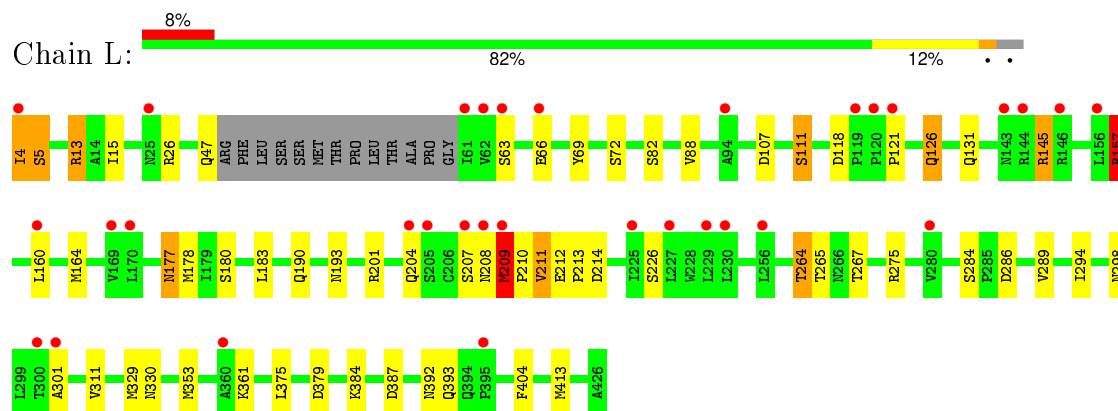 8%
Chain L:
82% 12% • •
I4 S5 R13 A14 I15 N25 R26 Q47 ARG PHE LEU SER SER MET THR PRO LEU THR ALA PRO GLY I61 V62 S63 E66 Y69 S72 S82 V88 A94 D107 S111 D118 P119 P120 P121 Q126 Q131 N143 R144 R145 R146 L156
L160 M164 V169 L170 N177 M178 I179 S180 L183 Q190 N193 R201 Q204 S205 C206 S207 N208 M209 P210 V211 E212 P213 D214 I225 S226 L227 W228 L229 L230 L256 T264 T265 N266 T267 R275 V280 S284 P285 D286 V289 I294
L299 T300 A301 V311 M329 N330 M353 A360 K361 L375 D379 K384 D387 N392 Q393 Q394 P395 F404 M413 A426